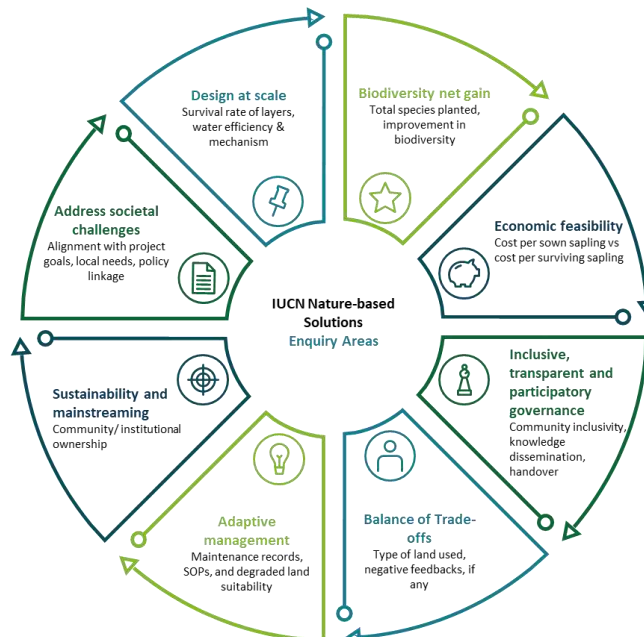 IUCN Nature-based
Solutions
Enquiry Areas
Address societal
challenges
Alignment with project
goals, local needs, policy
linkage
Design at scale
Survival rate of layers,
water efficiency &
mechanism
Biodiversity net gain
Total species planted,
improvement in
biodiversity
Economic feasibility
Cost per sown sapling vs
cost per surviving sapling
Inclusive,
transparent and
participatory
governance
Community inclusivity,
knowledge
dissemination,
handover
Balance of Trade-
offs
Type of land used,
negative feedbacks, if
any
Adaptive
management
Maintenance records,
SOPs, and degraded land
suitability
Sustainability and
mainstreaming
Community/ institutional
ownership